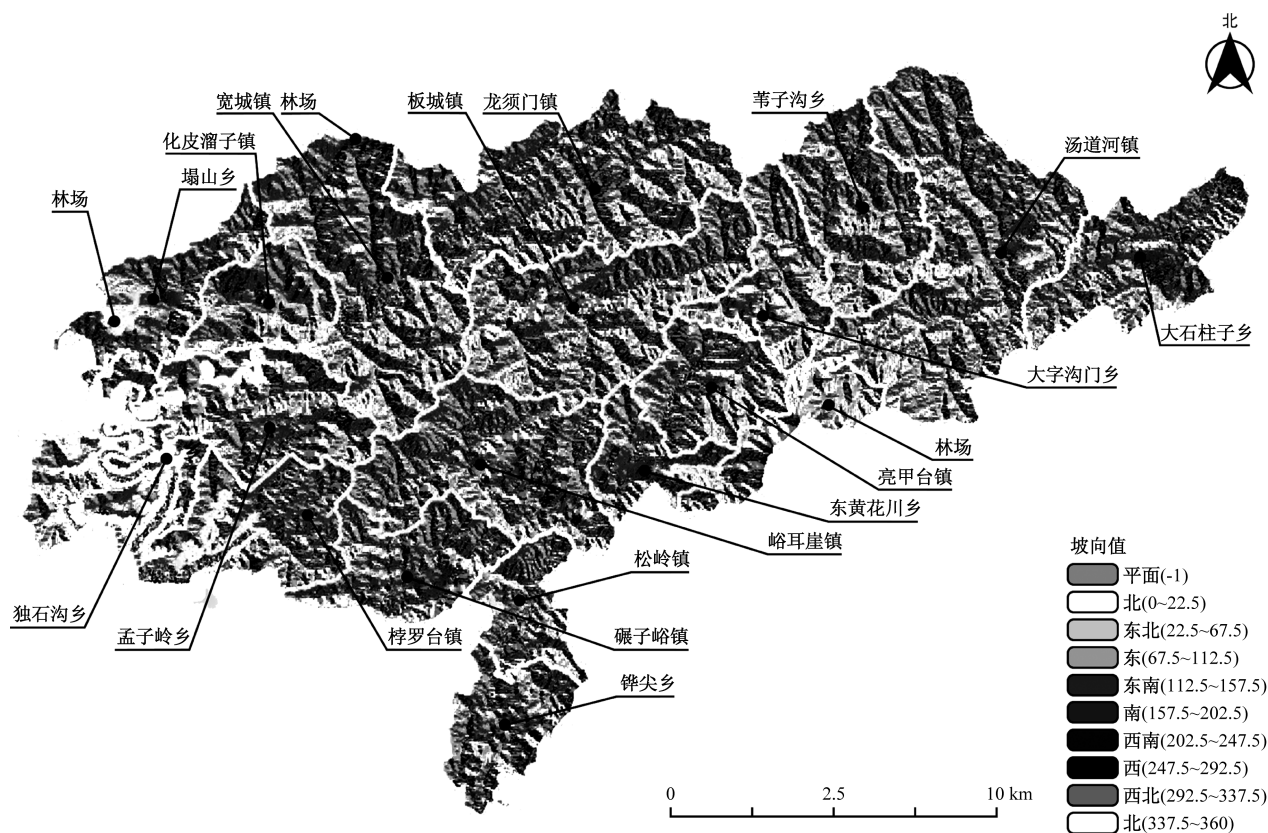 北
宽城镇
林场
板城镇
龙须门镇
苇子沟乡
化皮溜子镇
汤道河镇
塌山乡
林场
大石柱子乡
大字沟门乡
林场
亮甲台镇
东黄花川乡
峪耳崖镇
松岭镇
独石沟乡
孟子岭乡
桲罗台镇
碾子峪镇
铧尖乡
坡向值
平面(-1)
北(0~22.5)
东北(22.5~67.5)
东(67.5~112.5)
东南(112.5~157.5)
南(157.5~202.5)
西南(202.5~247.5)
西(247.5~292.5)
西北(292.5~337.5)
北(337.5~360)
0 2.5 10 km